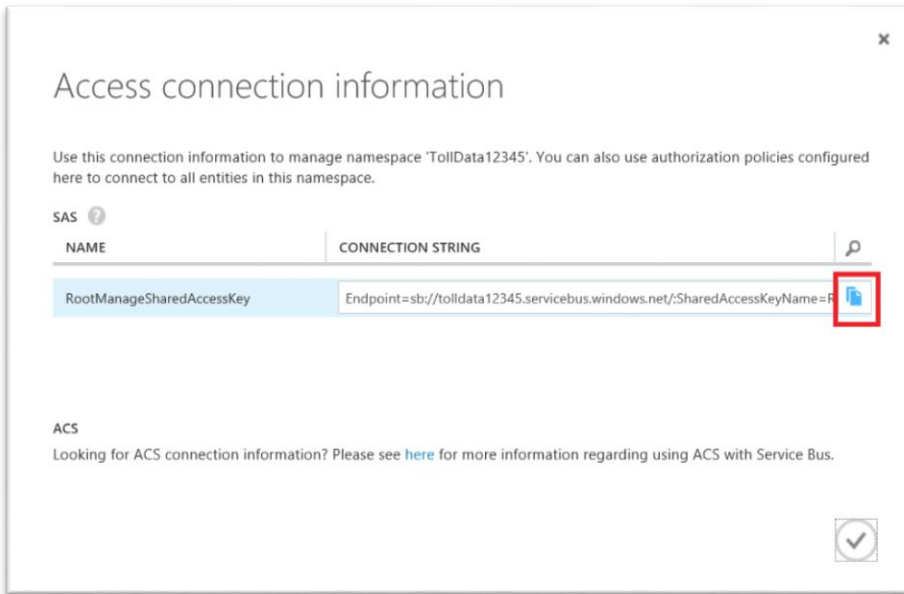 Access connection information
Use this connection information to manage namespace 'TollData12345'. You can also use authorization policies configured
here to connect to all entities in this namespace.
SAS ?
NAME CONNECTION STRING
RootManageSharedAccessKey Endpoint=sb://tolldata12345.servicebus.windows.net/;SharedAccessKeyName=R
ACS
Looking for ACS connection information? Please see here for more information regarding using ACS with Service Bus.